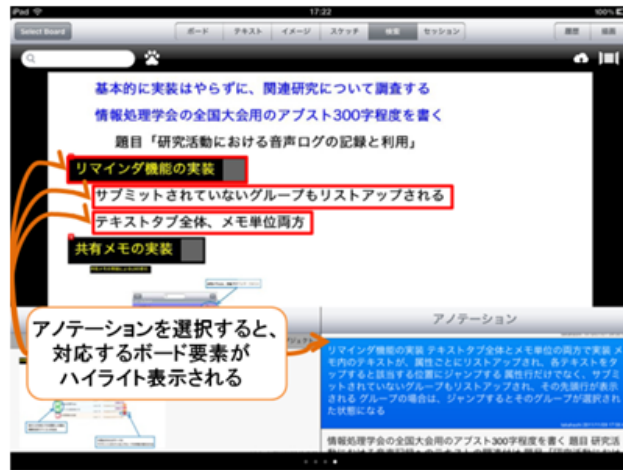 iPad
17:22
100%
Select Board
ボード
テキスト
イメージ
スケッチ
検索
セッション
履歴
描画
基本的に実装はやらずに、関連研究について調査する
情報処理学会の全国大会用のアブスト300字程度を書く
題目「研究活動における音声ログの記録と利用」
リマインダ機能の実装
サブミットされていないグループもリストアップされる
テキストタブ全体、メモ単位両方
共有メモの実装
アノテーション
アノテーションを選択すると、
対応するボード要素が
ハイライト表示される
リマインダ機能の実装 テキストタブ全体とメモ単位の両方で実装 メ
モ内のテキストが、属性ごとにリストアップされ、各テキストをタ
ップすると該当する位置にジャンプする 属性行だけでなく、サブミ
ットされていないグループもリストアップされ、その先頭行が表示
される グループの場合は、ジャンプするとそのグループが選択され
た状態になる
情報処理学会の全国大会用のアブスト300字程度を書く 題目 研究活